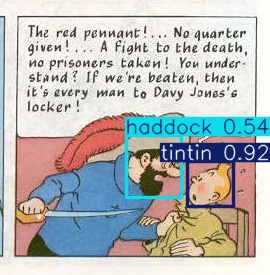 The red pennant!... No quarter
given!... A fight to the death,
no prisoners taken! You under-
stand? If we're beaten, then
it's every man to Davy Jones's
locker!
haddock 0.54
tintin 0.92